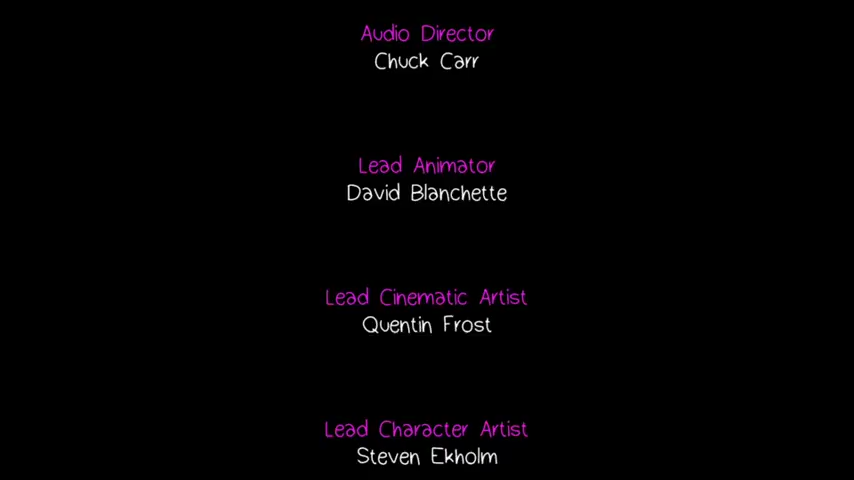 Audio Director
Chuck Carr
Lead Animator
David Blanchette
Lead Cinematic Artist
Quentin Frost
Lead Character Artist
Steven Ekholm